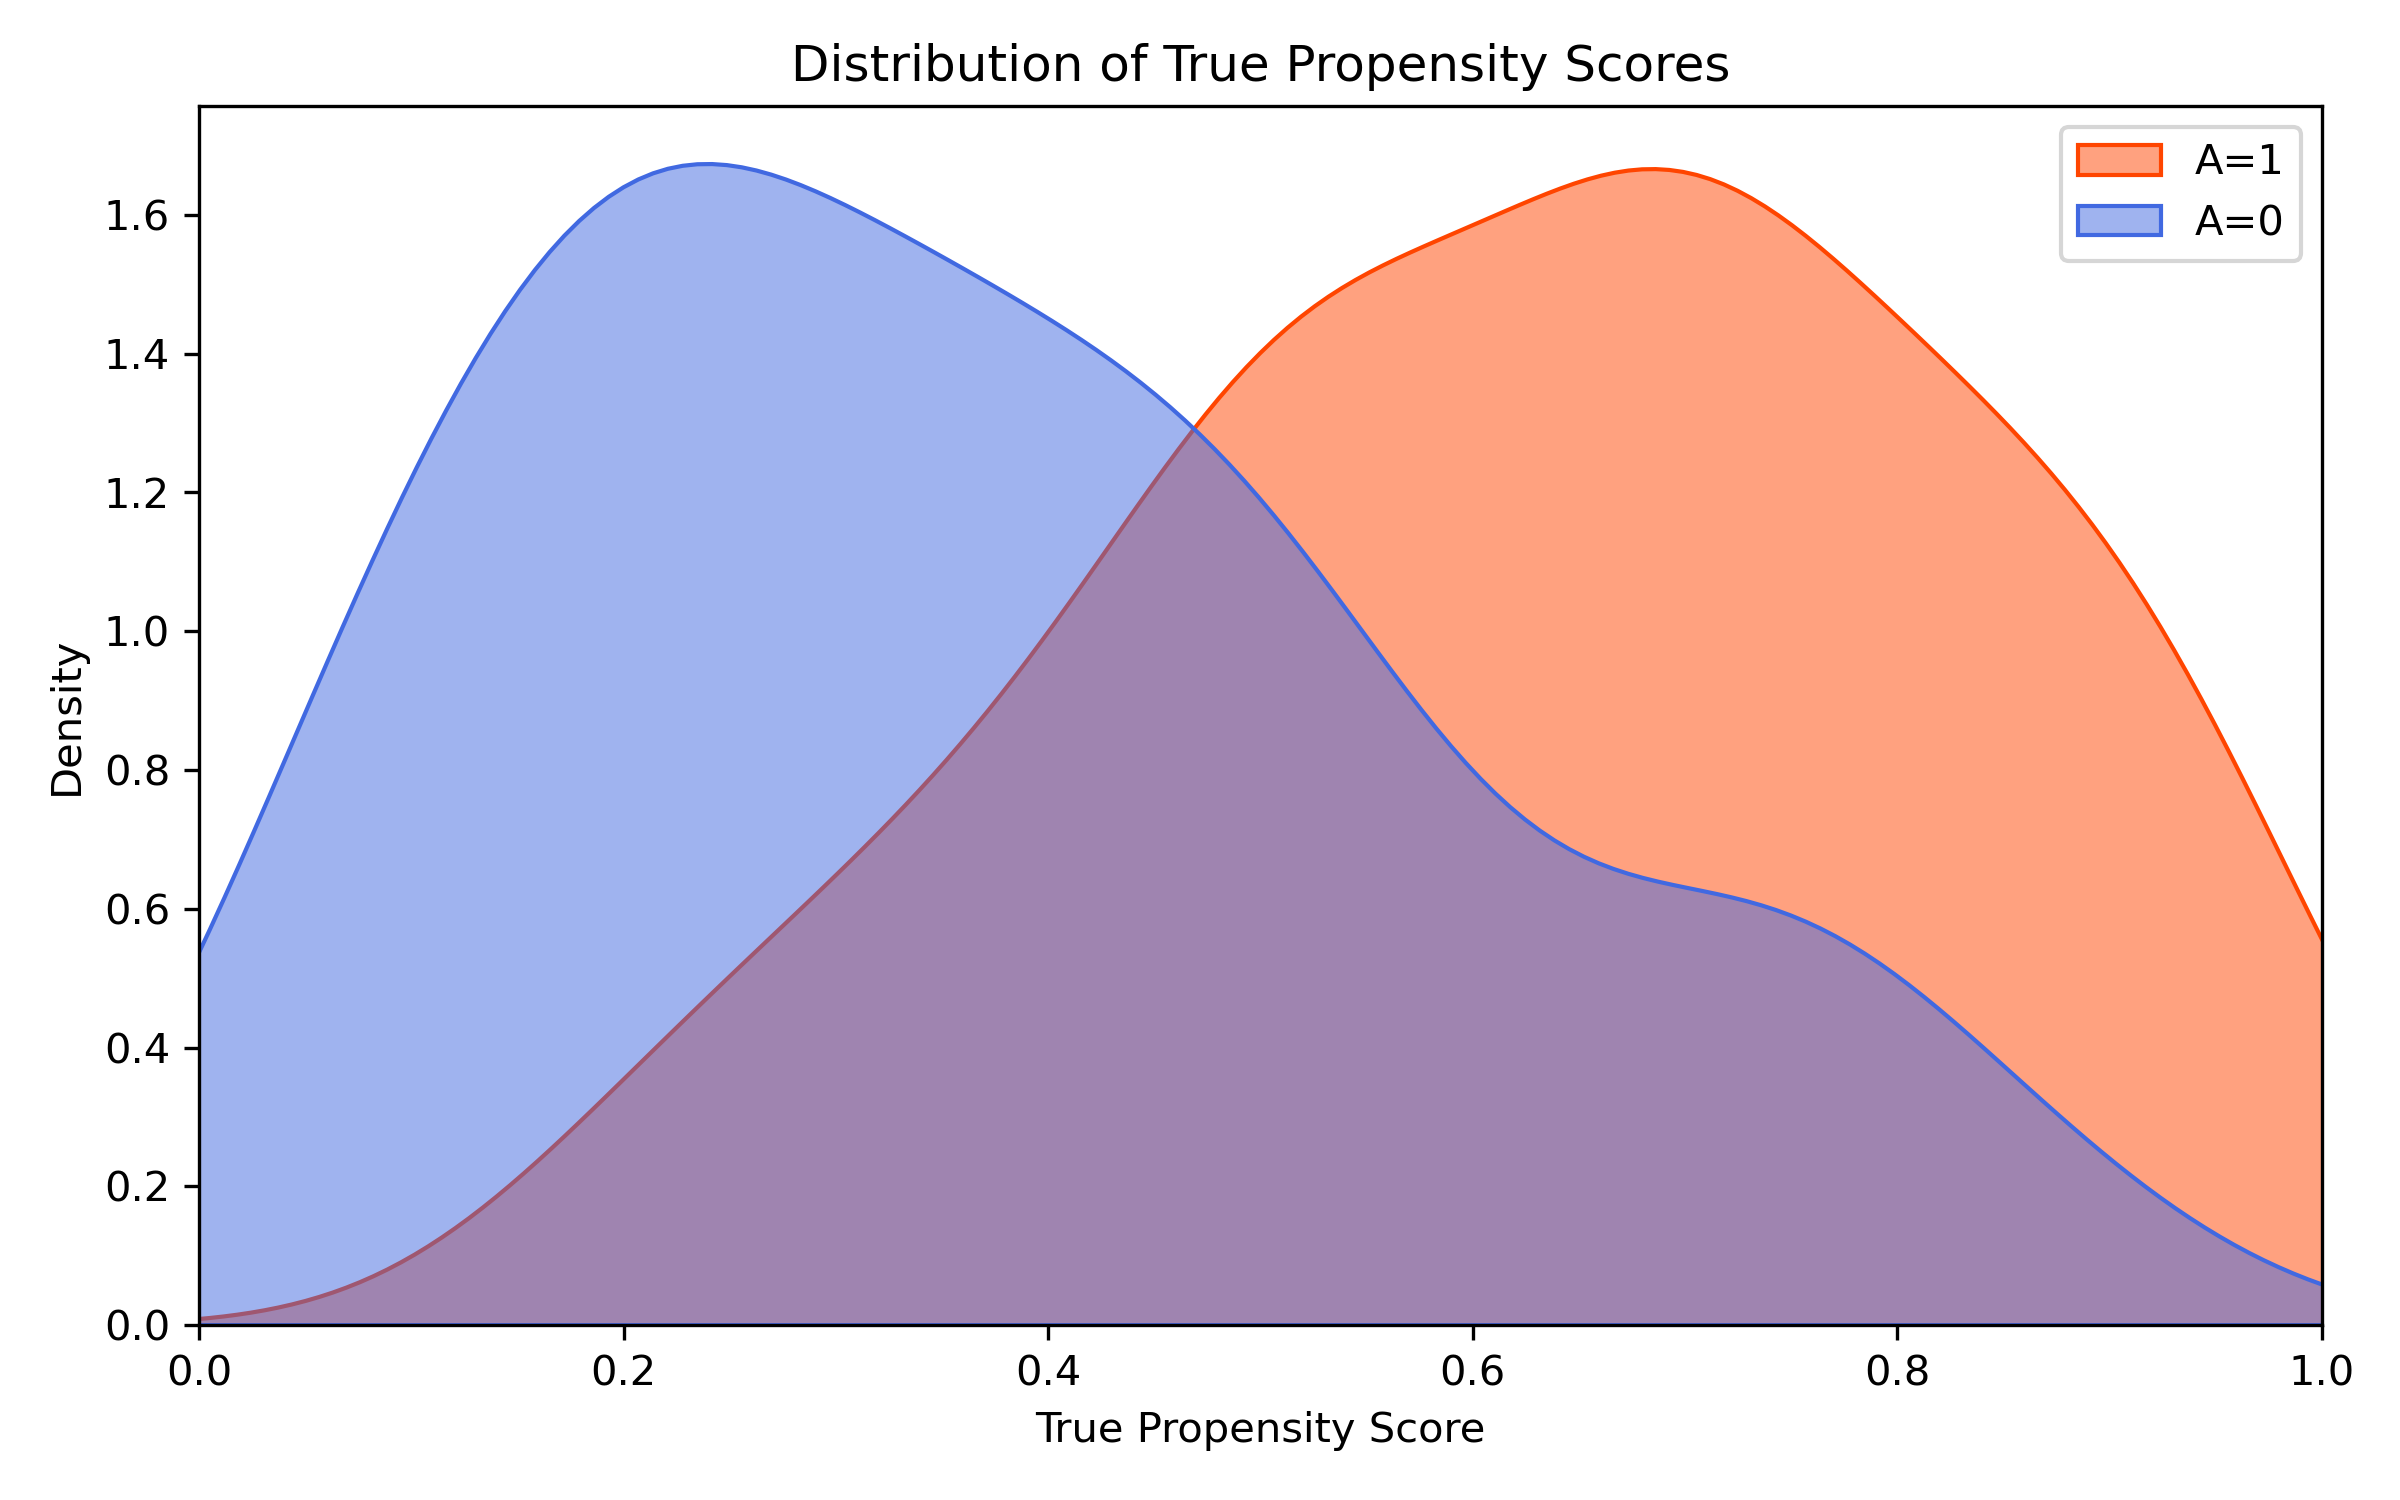 Distribution of True Propensity Scores
A=1
A=0
Density
1.6
1.4
1.2
1.0
0.8
0.6
0.4
0.2
0.0
0.0 0.2 0.4 0.6 0.8 1.0
True Propensity Score